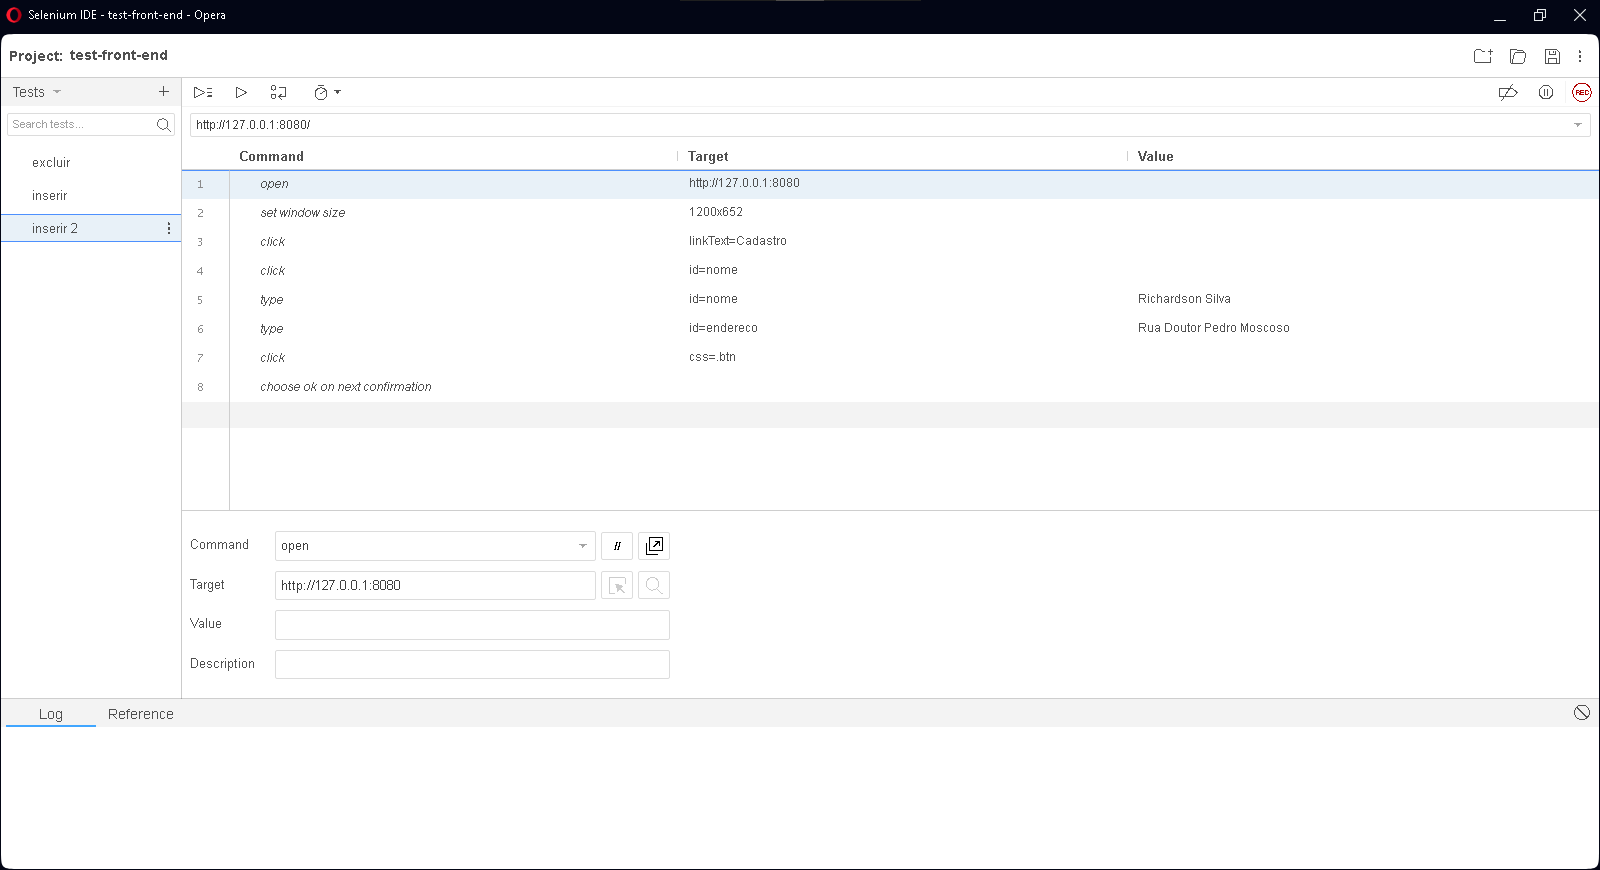 Selenium IDE - test-front-end - Opera
Project: test-front-end
Tests
Search tests...
excluir
inserir
inserir 2
REC
http://127.0.0.1:8080/
Command Target Value
1 open http://127.0.0.1:8080
2 set window size 1200x652
3 click linkText=Cadastro
4 click id=nome
5 type id=nome Richardson Silva
6 type id=endereco Rua Doutor Pedro Moscoso
7 click css=.btn
8 choose ok on next confirmation
Command open //
Target http://127.0.0.1:8080
Value
Description
Log Reference